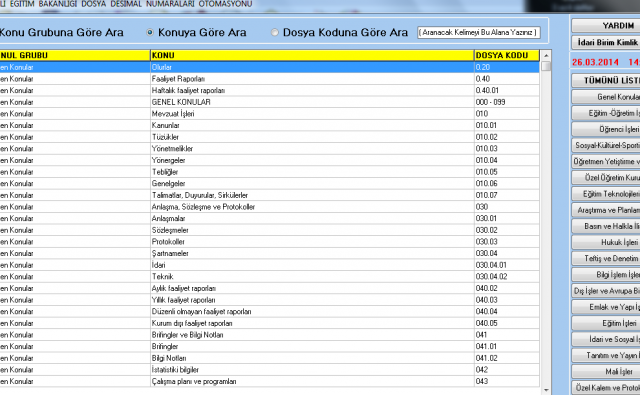 LI EĞİTİM BAKANLIĞI DOSYA DESİMAL NUMARALARI OTOMASYONU
Konu Grubuna Göre Ara Konuya Göre Ara Dosya Koduna Göre Ara ( Aranacak Kelimeyi Bu Alana Yazınız )
NUL GRUBU KONU DOSYA KODU
en Konular Olurlar 0.20
en Konular Faaliyet Raporları 0.40
en Konular Haftalık faaliyet raporları 040.01
en Konular GENEL KONULAR 000 - 099
en Konular Mevzuat İşleri 010
en Konular Kanunlar 010.01
en Konular Tüzükler 010.02
en Konular Yönetmelikler 010.03
en Konular Yönergeler 010.04
en Konular Tebliğler 010.05
en Konular Genelgeler 010.06
en Konular Talimatlar, Duyurular, Sirkülerler 010.07
en Konular Anlaşma, Sözleşme ve Protokoller 030
en Konular Anlaşmalar 030.01
en Konular Sözleşmeler 030.02
en Konular Protokoller 030.03
en Konular Şartnameler 030.04
en Konular İdari 030.04.01
en Konular Teknik 030.04.02
en Konular Aylık faaliyet raporları 040.02
en Konular Yıllık faaliyet raporları 040.03
en Konular Düzenli olmayan faaliyet raporları 040.04
en Konular Kurum dışı faaliyet raporları 040.05
en Konular Brifingler ve Bilgi Notları 041
en Konular Brifingler 041.01
en Konular Bilgi Notları 041.02
en Konular İstatistiki bilgiler 042
en Konular Çalışma planı ve programları 043
YARDIM
İdari Birim Kimlik
26.03.2014 14:
TÜMÜNÜ LİSTE
Genel Konular
Eğitim -Öğretim İş
Öğrenci İşleri
Sosyal-Kültürel-Sporti
Öğretmen Yetiştirme v
Özel Öğretim Kuru
Eğitim Teknolojileri
Araştırma ve Planlam
Basın ve Halkla İli
Hukuk İşleri
Teftiş ve Denetim
Bilgi İşlem İşler
Dış İşler ve Avrupa Bi
Emlak ve Yapı İş
Eğitim İşleri
İdari ve Sosyal İş
Tanıtım ve Yayın İ
Mali İşler
Özel Kalem ve Protok